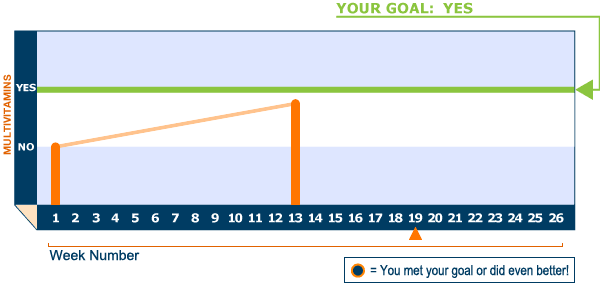 YOUR GOAL: YES
MULTIVITAMINS
YES
NO
1 2 3 4 5 6 7 8 9 10 11 12 13 14 15 16 17 18 19 20 21 22 23 24 25 26
Week Number
= You met your goal or did even better!